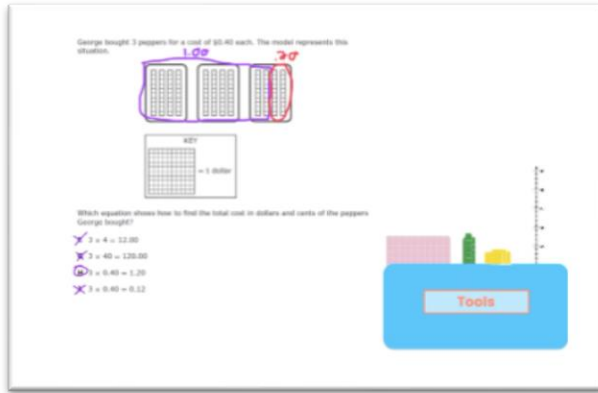 George bought 3 peppers for a cost of $0.40 each. The model represents this
situation.
1.00 .20
KEY
= 1 dollar
Which equation shows how to find the total cost in dollars and cents of the peppers
George bought?
3 × 4 = 12.00
3 × 40 = 120.00
3 × 0.40 = 1.20
3 × 0.40 = 0.12
Tools